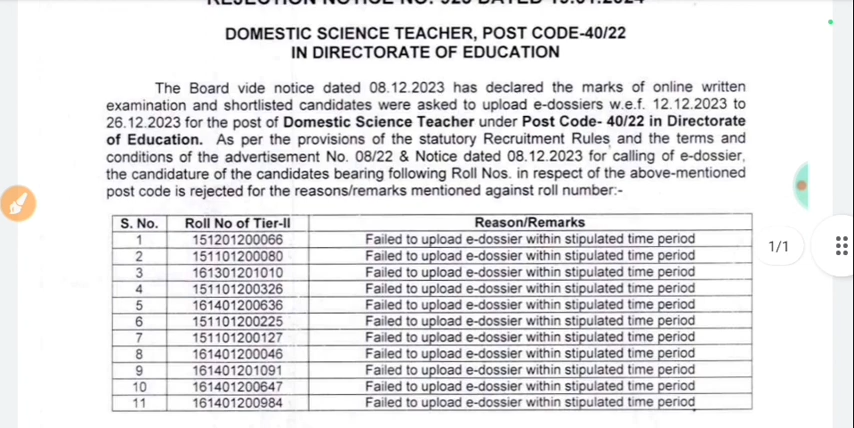 REJECTION NOTICE NO. 928 DATED 19.01.2024
DOMESTIC SCIENCE TEACHER, POST CODE-40/22
IN DIRECTORATE OF EDUCATION
The Board vide notice dated 08.12.2023 has declared the marks of online written
examination and shortlisted candidates were asked to upload e-dossiers w.e.f. 12.12.2023 to
26.12.2023 for the post of Domestic Science Teacher under Post Code- 40/22 in Directorate
of Education. As per the provisions of the statutory Recruitment Rules and the terms and
conditions of the advertisement No. 08/22 & Notice dated 08.12.2023 for calling of e-dossier,
the candidature of the candidates bearing following Roll Nos. in respect of the above-mentioned
post code is rejected for the reasons/remarks mentioned against roll number:-
S. No. Roll No of Tier-II Reason/Remarks
1 151201200066 Failed to upload e-dossier within stipulated time period
2 151101200080 Failed to upload e-dossier within stipulated time period
3 161301201010 Failed to upload e-dossier within stipulated time period
4 151101200326 Failed to upload e-dossier within stipulated time period
5 161401200636 Failed to upload e-dossier within stipulated time period
6 151101200225 Failed to upload e-dossier within stipulated time period
7 151101200127 Failed to upload e-dossier within stipulated time period
8 161401200046 Failed to upload e-dossier within stipulated time period
9 161401201091 Failed to upload e-dossier within stipulated time period
10 161401200647 Failed to upload e-dossier within stipulated time period
11 161401200984 Failed to upload e-dossier within stipulated time period
1/1